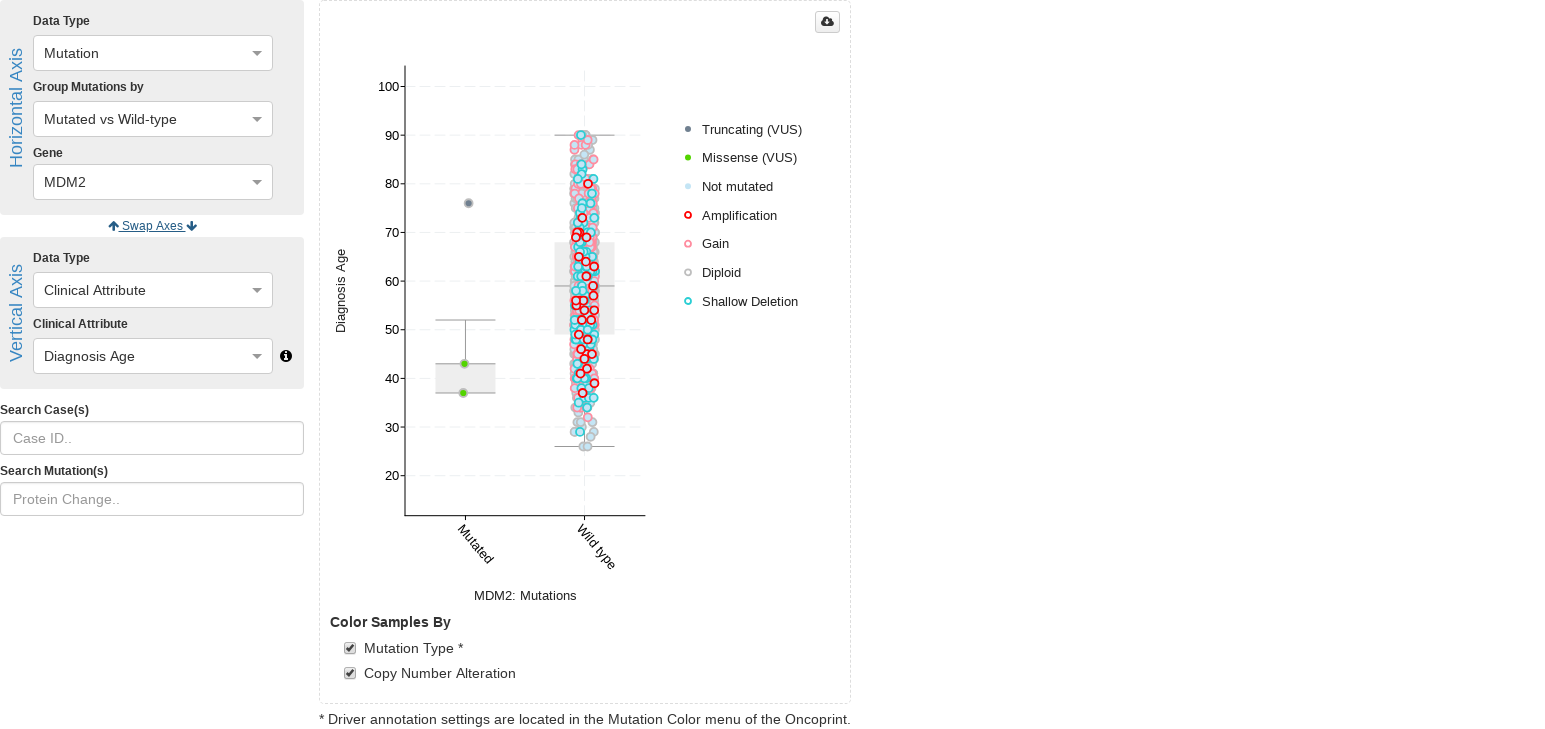 Horizontal Axis
Data Type
Mutation
Group Mutations by
Mutated vs Wild-type
Gene
MDM2
Swap Axes
Vertical Axis
Data Type
Clinical Attribute
Clinical Attribute
Diagnosis Age
Search Case(s)
Case ID..
Search Mutation(s)
Protein Change..
Diagnosis Age
100
90
80
70
60
50
40
30
20
Mutated
Wild type
MDM2: Mutations
Truncating (VUS)
Missense (VUS)
Not mutated
Amplification
Gain
Diploid
Shallow Deletion
Color Samples By
Mutation Type *
Copy Number Alteration
* Driver annotation settings are located in the Mutation Color menu of the Oncoprint.